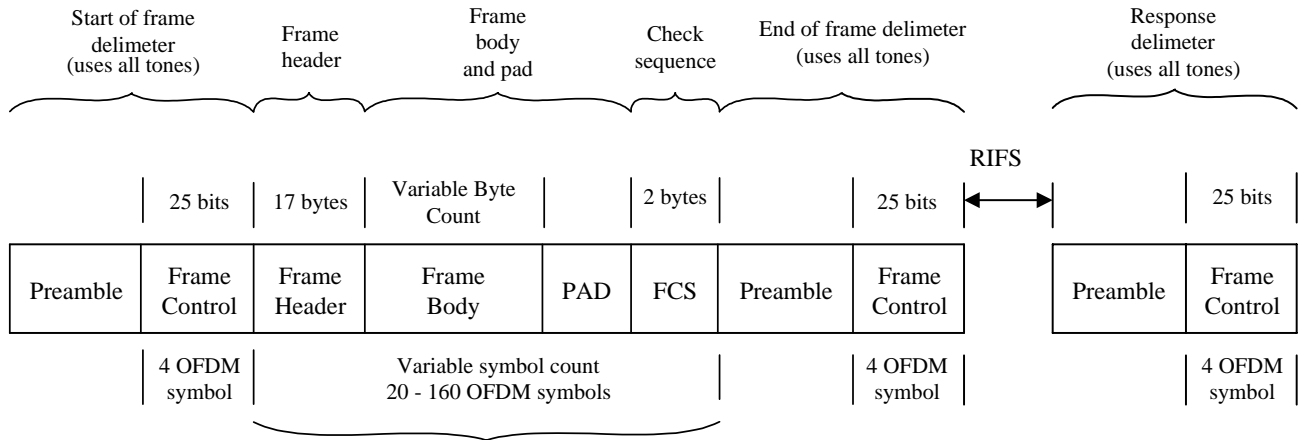 Start of frame
delimeter
(uses all tones)
Frame
header
Frame
body
and pad
Check
sequence
End of frame delimeter
(uses all tones)
Response
delimeter
(uses all tones)
RIFS
25 bits
17 bytes
Variable Byte
Count
2 bytes
25 bits
25 bits
Preamble
Frame
Control
Frame
Header
Frame
Body
PAD
FCS
Preamble
Frame
Control
Preamble
Frame
Control
4 OFDM
symbol
Variable symbol count
20 - 160 OFDM symbols
4 OFDM
symbol
4 OFDM
symbol